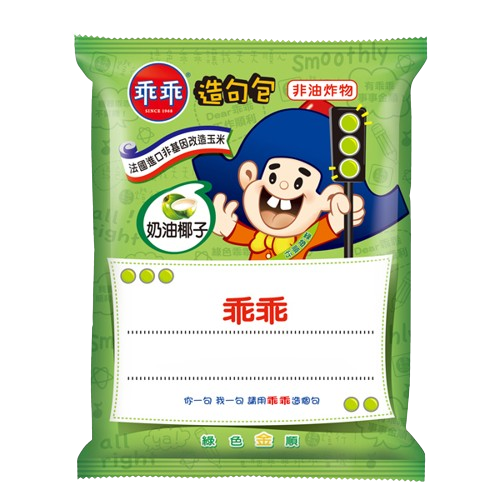 Smoothly
乖乖
SINCE 1968
造句包
非油炸物
法國進口非基因改造玉米
奶油椰子
乖乖
你一句 我一句 請用乖乖造個句
綠色金順
all
right